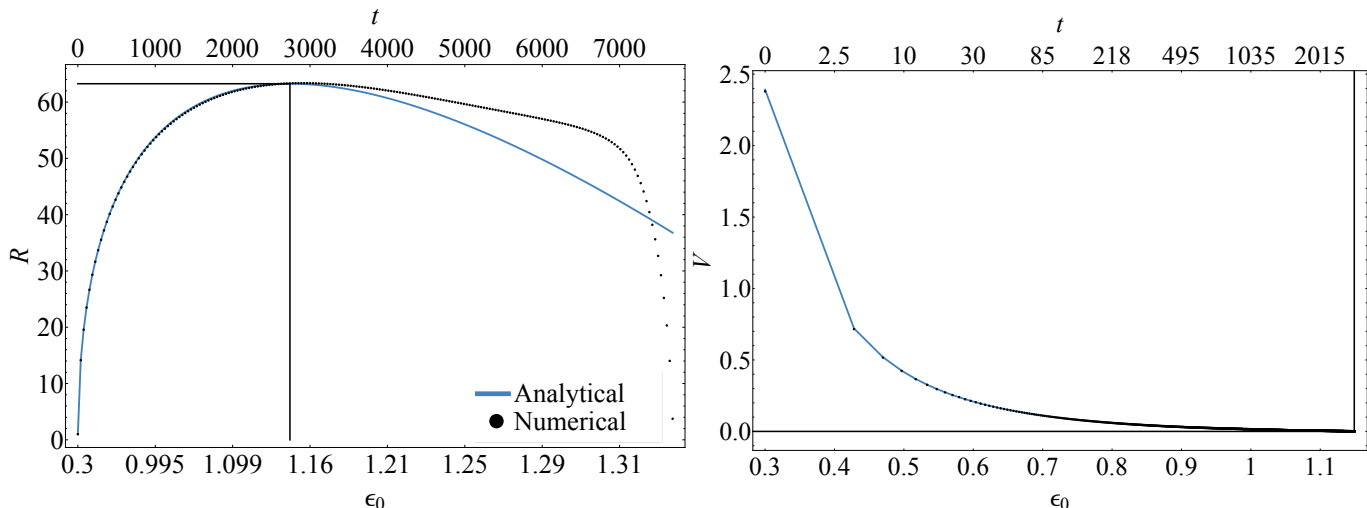 t
0 1000 2000 3000 4000 5000 6000 7000
R
60
50
40
30
20
10
0
Analytical
Numerical
0.3 0.995 1.099 1.16 1.21 1.25 1.29 1.31
ϵ0
t
0 2.5 10 30 85 218 495 1035 2015
V
2.5
2.0
1.5
1.0
0.5
0.0
0.3 0.4 0.5 0.6 0.7 0.8 0.9 1 1.1
ϵ0